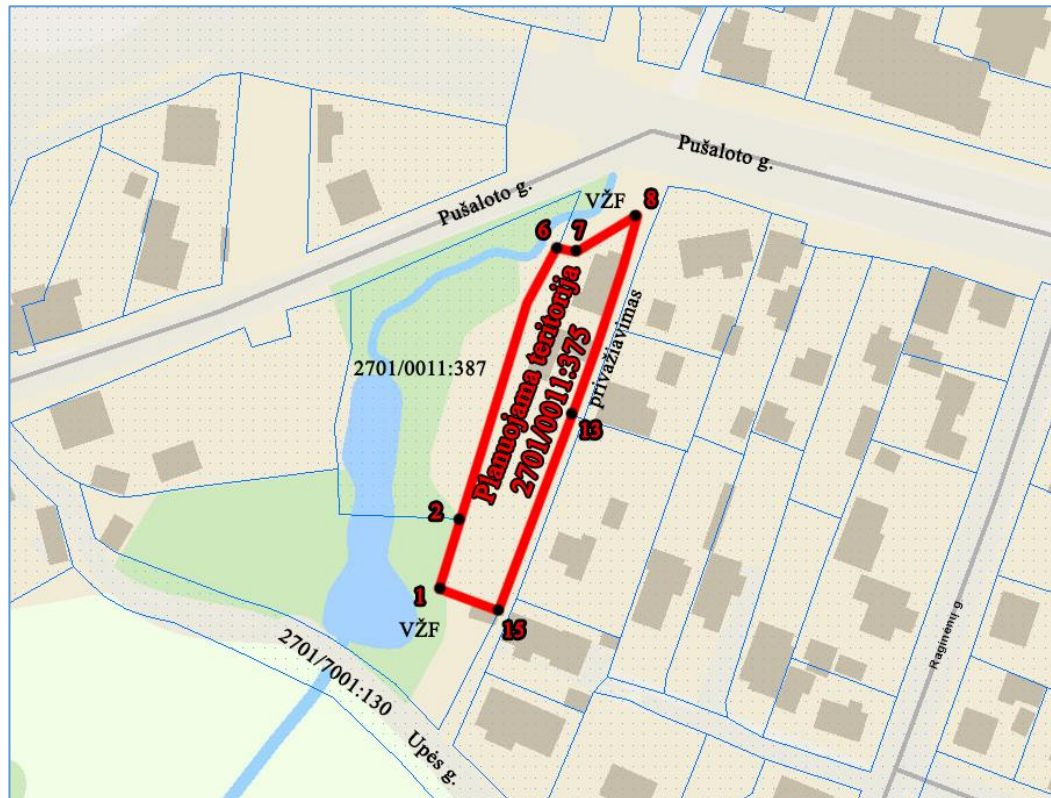 Pušaloto g.
Pušaloto g.
VŽF
8
6
7
Planuojama teritorija
2701/0011:375
privažiavimas
2701/0011:387
13
2
1
15
VŽF
2701/7001:130
Upės g.
Raginėnų g